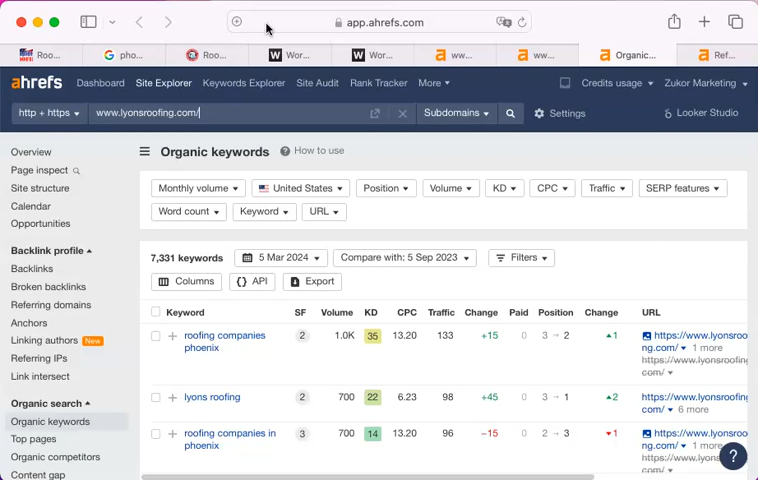 app.ahrefs.com
Roo...
pho...
Roo...
Wor...
Wor...
ww...
ww...
Organic...
Ref...
ahrefs
Dashboard
Site Explorer
Keywords Explorer
Site Audit
Rank Tracker
More
Credits usage
Zukor Marketing
http + https
www.lyonsroofing.com/
Subdomains
Settings
Looker Studio
Overview
Page inspect
Site structure
Calendar
Opportunities
Backlink profile
Backlinks
Broken backlinks
Referring domains
Anchors
Linking authors New
Referring IPs
Link intersect
Organic search
Organic keywords
Top pages
Organic competitors
Content gap
Organic keywords
? How to use
Monthly volume
United States
Position
Volume
KD
CPC
Traffic
SERP features
Word count
Keyword
URL
7,331 keywords
5 Mar 2024
Compare with: 5 Sep 2023
Filters
Columns
{} API
Export
Keyword SF Volume KD CPC Traffic Change Paid Position Change URL
roofing companies 2 1.0K 35 13.20 133 +15 0 3 → 2 1 https://www.lyonsroo
phoenix ng.com/ 1 more
https://www.lyonsroofing.
com/
lyons roofing 2 700 22 6.23 98 +45 0 3 → 1 2 https://www.lyonsroofing.
com/ 6 more
roofing companies in 3 700 14 13.20 96 −15 0 2 → 3 1 https://www.lyonsroo
phoenix ng.com/ 1 more
https://www.lyonsroofing.
com/
?